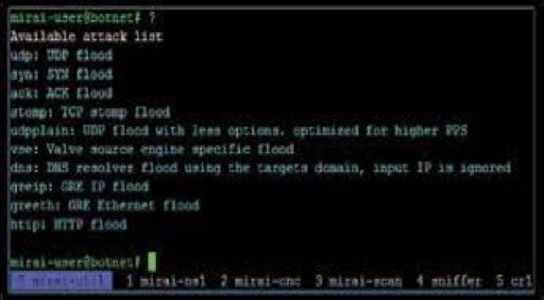 mirai-user@botnet# ?
Available attack list
udp: UDP flood
syn: SYN flood
ack: ACK flood
stomp: TCP stomp flood
udpplain: UDP flood with less options. optimized for higher PPS
vse: Valve source engine specific flood
dns: DNS resolver flood using the targets domain, input IP is ignored
greip: GRE IP flood
greeth: GRE Ethernet flood
http: HTTP flood
mirai-user@botnet#
1 mirai-ns1 2 mirai-cnc 3 mirai-scan 4 sniffer 5 crl